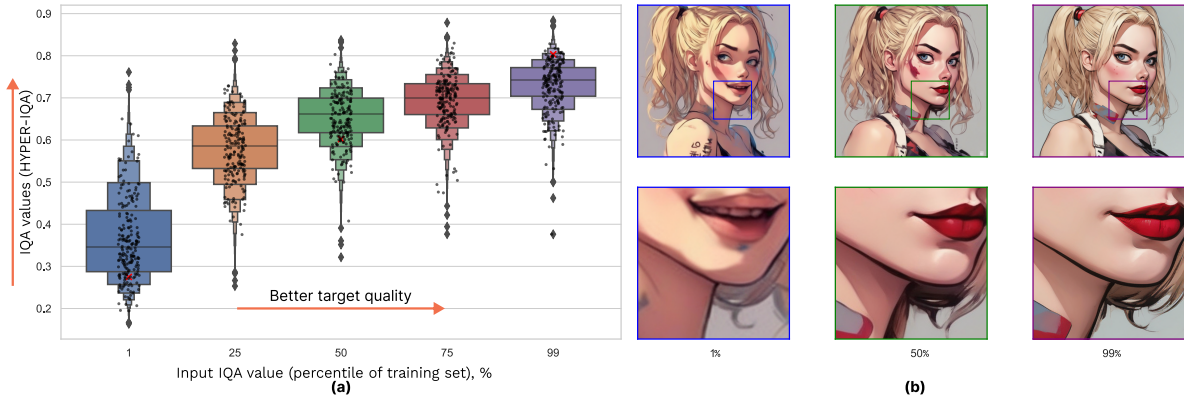 0.9
0.8
0.7
0.6
0.5
0.4
0.3
0.2
IQA values (HYPER-IQA)
Better target quality
1 25 50 75 99
Input IQA value (percentile of training set), %
(a)
1% 50% 99%
(b)